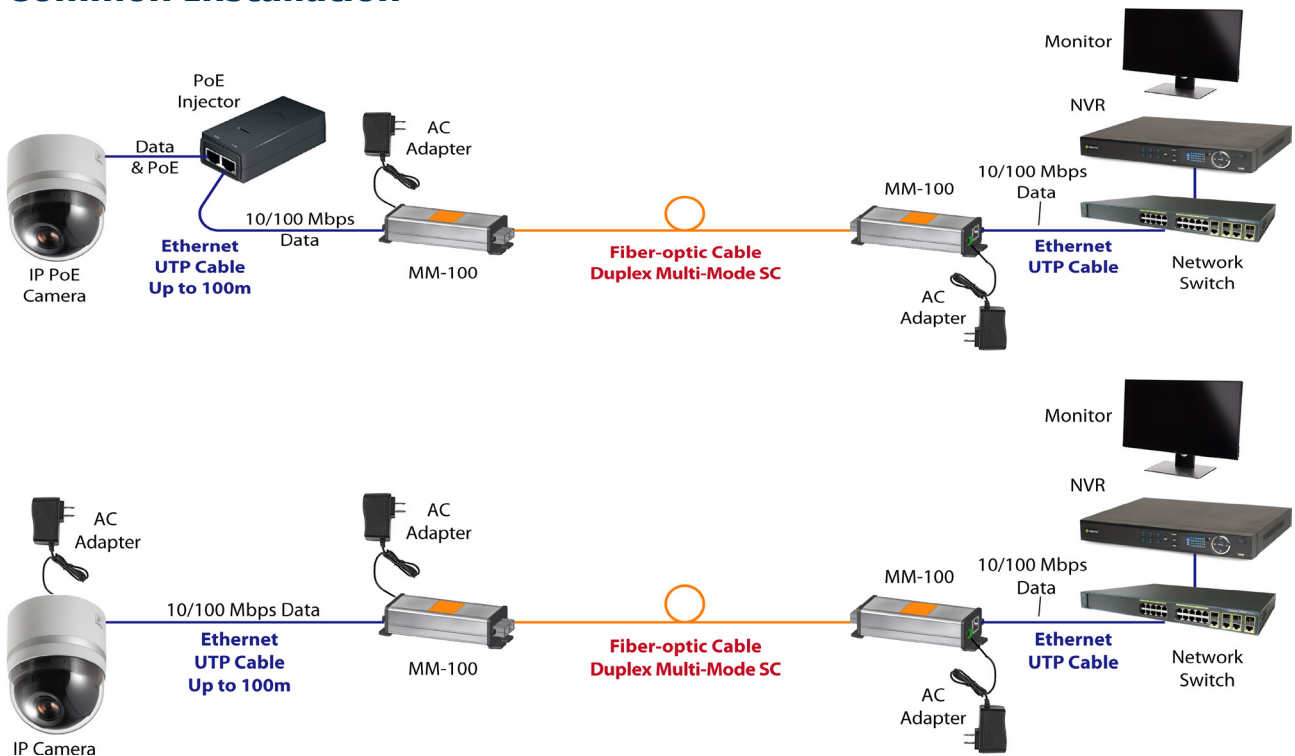 Common Installation
Monitor
PoE
Injector
NVR
AC
Adapter
Data
& PoE
10/100 Mbps
Data
MM-100
10/100 Mbps
Data
Ethernet
UTP Cable
Up to 100m
Fiber-optic Cable
Duplex Multi-Mode SC
Ethernet
UTP Cable
IP PoE
Camera
MM-100
Network
Switch
AC
Adapter
Monitor
NVR
AC
Adapter
AC
Adapter
10/100 Mbps
Data
MM-100
10/100 Mbps Data
Ethernet
UTP Cable
Up to 100m
Fiber-optic Cable
Duplex Multi-Mode SC
Ethernet
UTP Cable
MM-100
Network
Switch
AC
Adapter
IP Camera